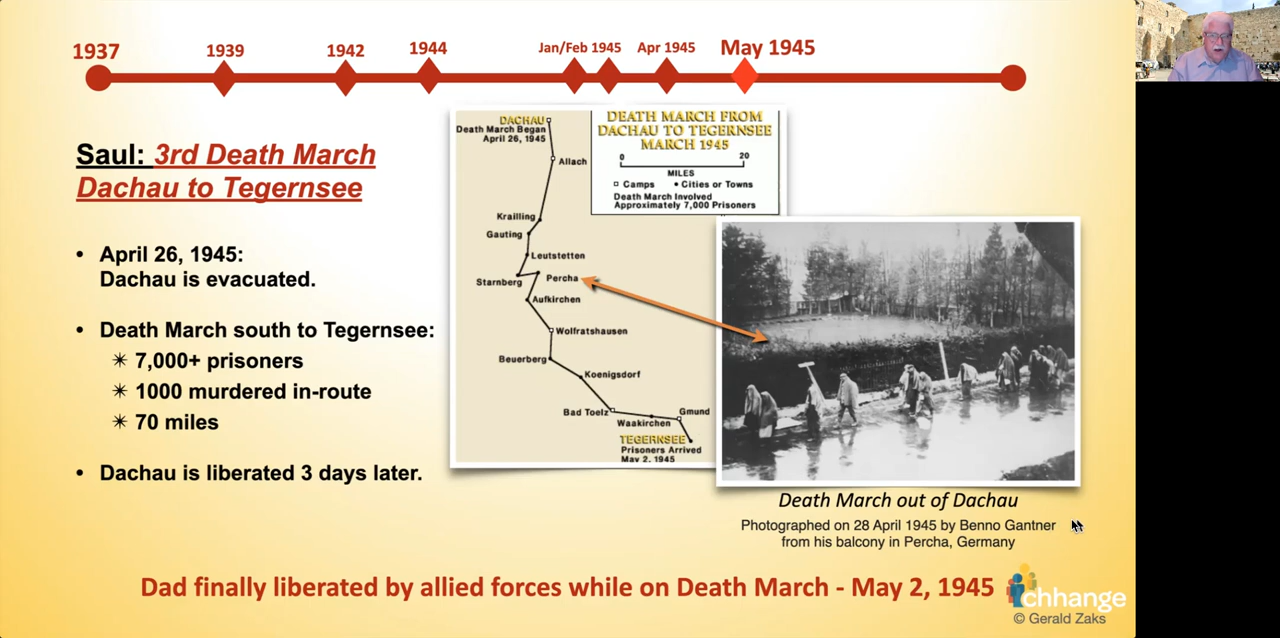 1937
1939
1942
1944
Jan/Feb 1945
Apr 1945
May 1945
Saul: 3rd Death March
Dachau to Tegernsee
• April 26, 1945:
Dachau is evacuated.
• Death March south to Tegernsee:
✳ 7,000+ prisoners
✳ 1000 murdered in-route
✳ 70 miles
• Dachau is liberated 3 days later.
DACHAU
Death March Began
April 26, 1945
Allach
Krailling
Gauting
Leutstetten
Starnberg
Percha
Aufkirchen
Wolfratshausen
Beuerberg
Koenigsdorf
Bad Toelz
Waakirchen
Gmund
TEGERNSEE
Prisoners Arrived
May 2, 1945
DEATH MARCH FROM
DACHAU TO TEGERNSEE
MARCH 1945
0 20
MILES
Camps • Cities or Towns
Death March Involved
Approximately 7,000 Prisoners
Death March out of Dachau
Photographed on 28 April 1945 by Benno Gantner
from his balcony in Percha, Germany
Dad finally liberated by allied forces while on Death March - May 2, 1945
chhange
© Gerald Zaks